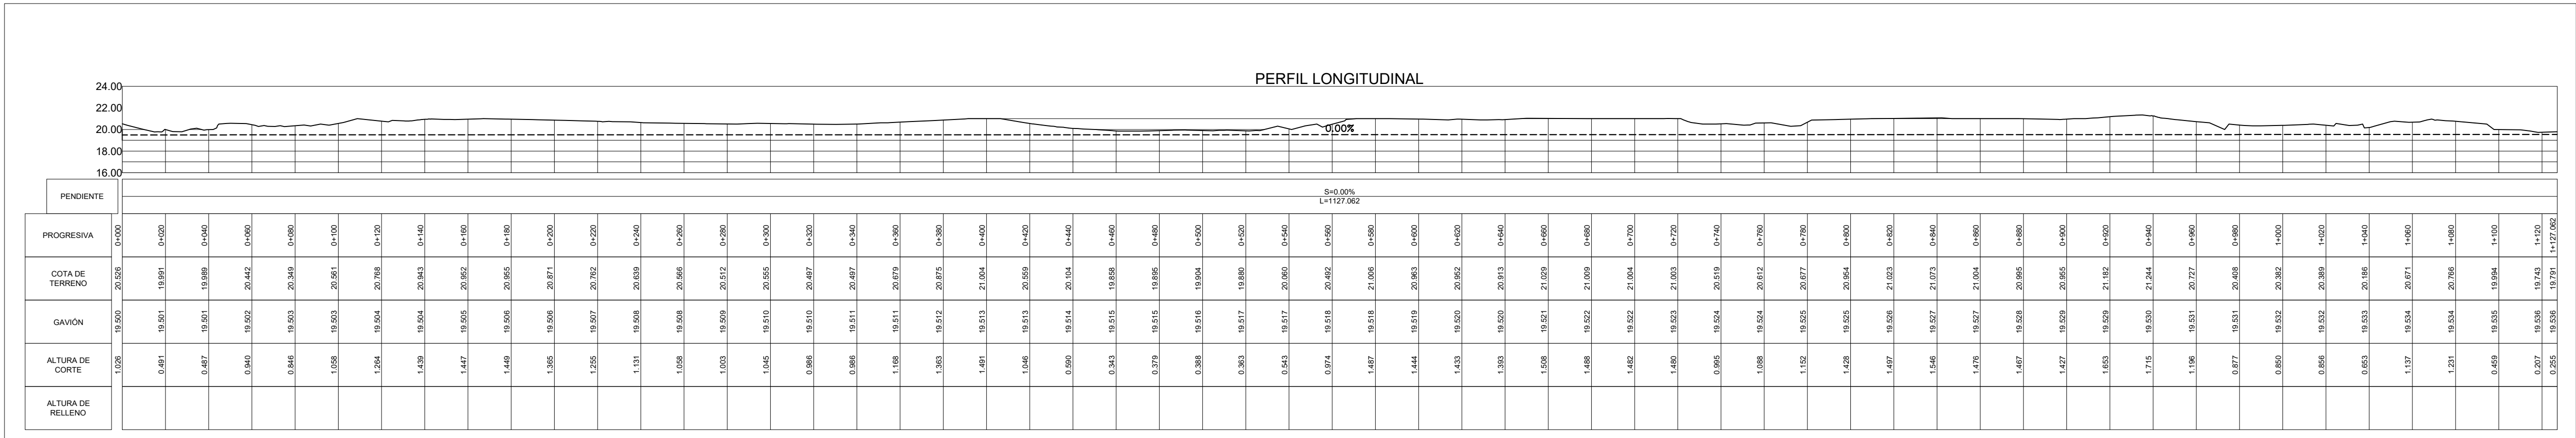 PERFIL LONGITUDINAL
24.00
22.00
20.00
18.00
16.00
0.00%
PENDIENTE
S=0.00%
L=1127.062
PROGRESIVA
0+000 0+020 0+040 0+060 0+080 0+100 0+120 0+140 0+160 0+180 0+200 0+220 0+240 0+260 0+280 0+300 0+320 0+340 0+360 0+380 0+400 0+420 0+440 0+460 0+480 0+500 0+520 0+540 0+560 0+580 0+600 0+620 0+640 0+660 0+680 0+700 0+720 0+740 0+760 0+780 0+800 0+820 0+840 0+860 0+880 0+900 0+920 0+940 0+960 0+980 1+000 1+020 1+040 1+060 1+080 1+100 1+120 1+127.062
COTA DE
TERRENO
20.526 19.991 19.989 20.442 20.349 20.561 20.768 20.943 20.952 20.955 20.871 20.762 20.639 20.566 20.512 20.555 20.497 20.497 20.679 20.875 21.004 20.559 20.104 19.858 19.895 19.904 19.880 20.060 20.492 21.006 20.963 20.952 20.913 21.029 21.009 21.004 21.003 20.519 20.612 20.677 20.954 21.023 21.073 21.004 20.995 20.955 21.182 21.244 20.727 20.408 20.382 20.389 20.186 20.671 20.766 19.994 19.743 19.791
GAVIÓN
19.500 19.501 19.501 19.502 19.503 19.503 19.504 19.504 19.505 19.506 19.506 19.507 19.508 19.508 19.509 19.510 19.510 19.511 19.511 19.512 19.513 19.513 19.514 19.515 19.515 19.516 19.517 19.517 19.518 19.518 19.519 19.520 19.520 19.521 19.522 19.522 19.523 19.524 19.524 19.525 19.525 19.526 19.527 19.527 19.528 19.529 19.529 19.530 19.531 19.531 19.532 19.532 19.533 19.534 19.534 19.535 19.536 19.536
ALTURA DE
CORTE
1.026 0.491 0.487 0.940 0.846 1.058 1.264 1.439 1.447 1.449 1.365 1.255 1.131 1.058 1.003 1.045 0.986 0.986 1.168 1.363 1.491 1.046 0.590 0.343 0.379 0.388 0.363 0.543 0.974 1.487 1.444 1.433 1.393 1.508 1.488 1.482 1.480 0.995 1.088 1.152 1.428 1.497 1.546 1.476 1.467 1.427 1.653 1.715 1.196 0.877 0.850 0.856 0.653 1.137 1.231 0.459 0.207 0.255
ALTURA DE
RELLENO